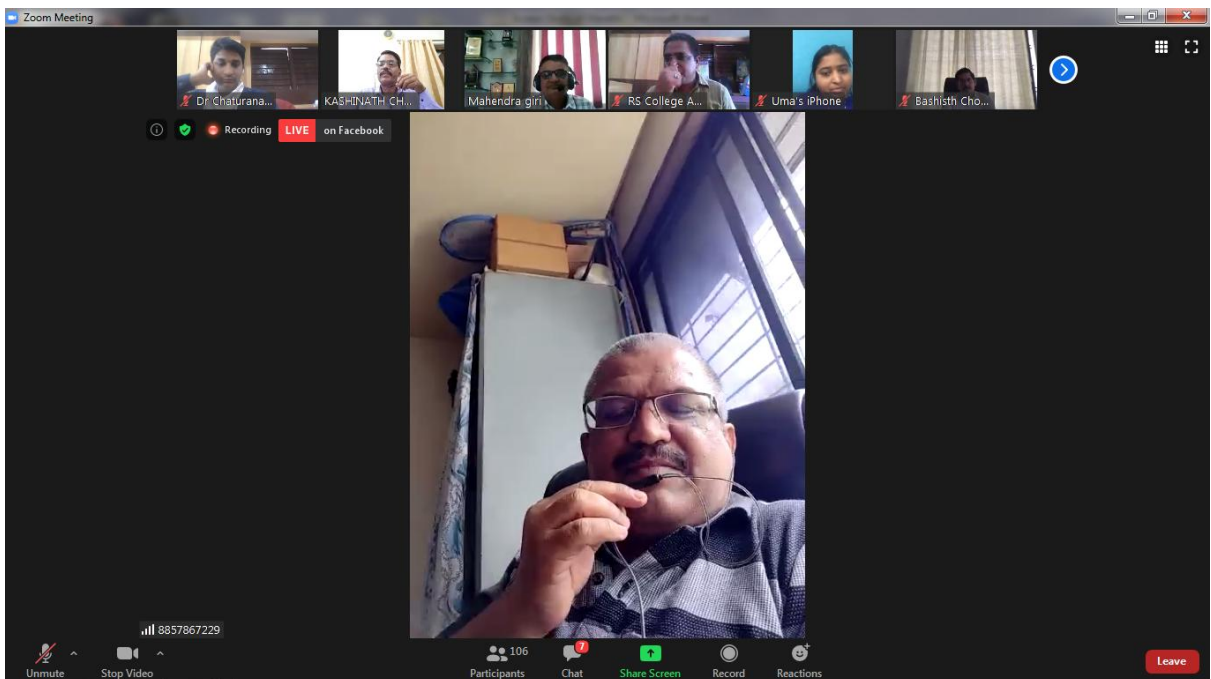 Zoom Meeting
Dr Chaturana...
KASHINATH CH...
Mahendra giri
RS College A...
Uma's iPhone
Bashisth Cho...
Recording LIVE on Facebook
8857867229
106
7
Unmute
Stop Video
Participants
Chat
Share Screen
Record
Reactions
Leave